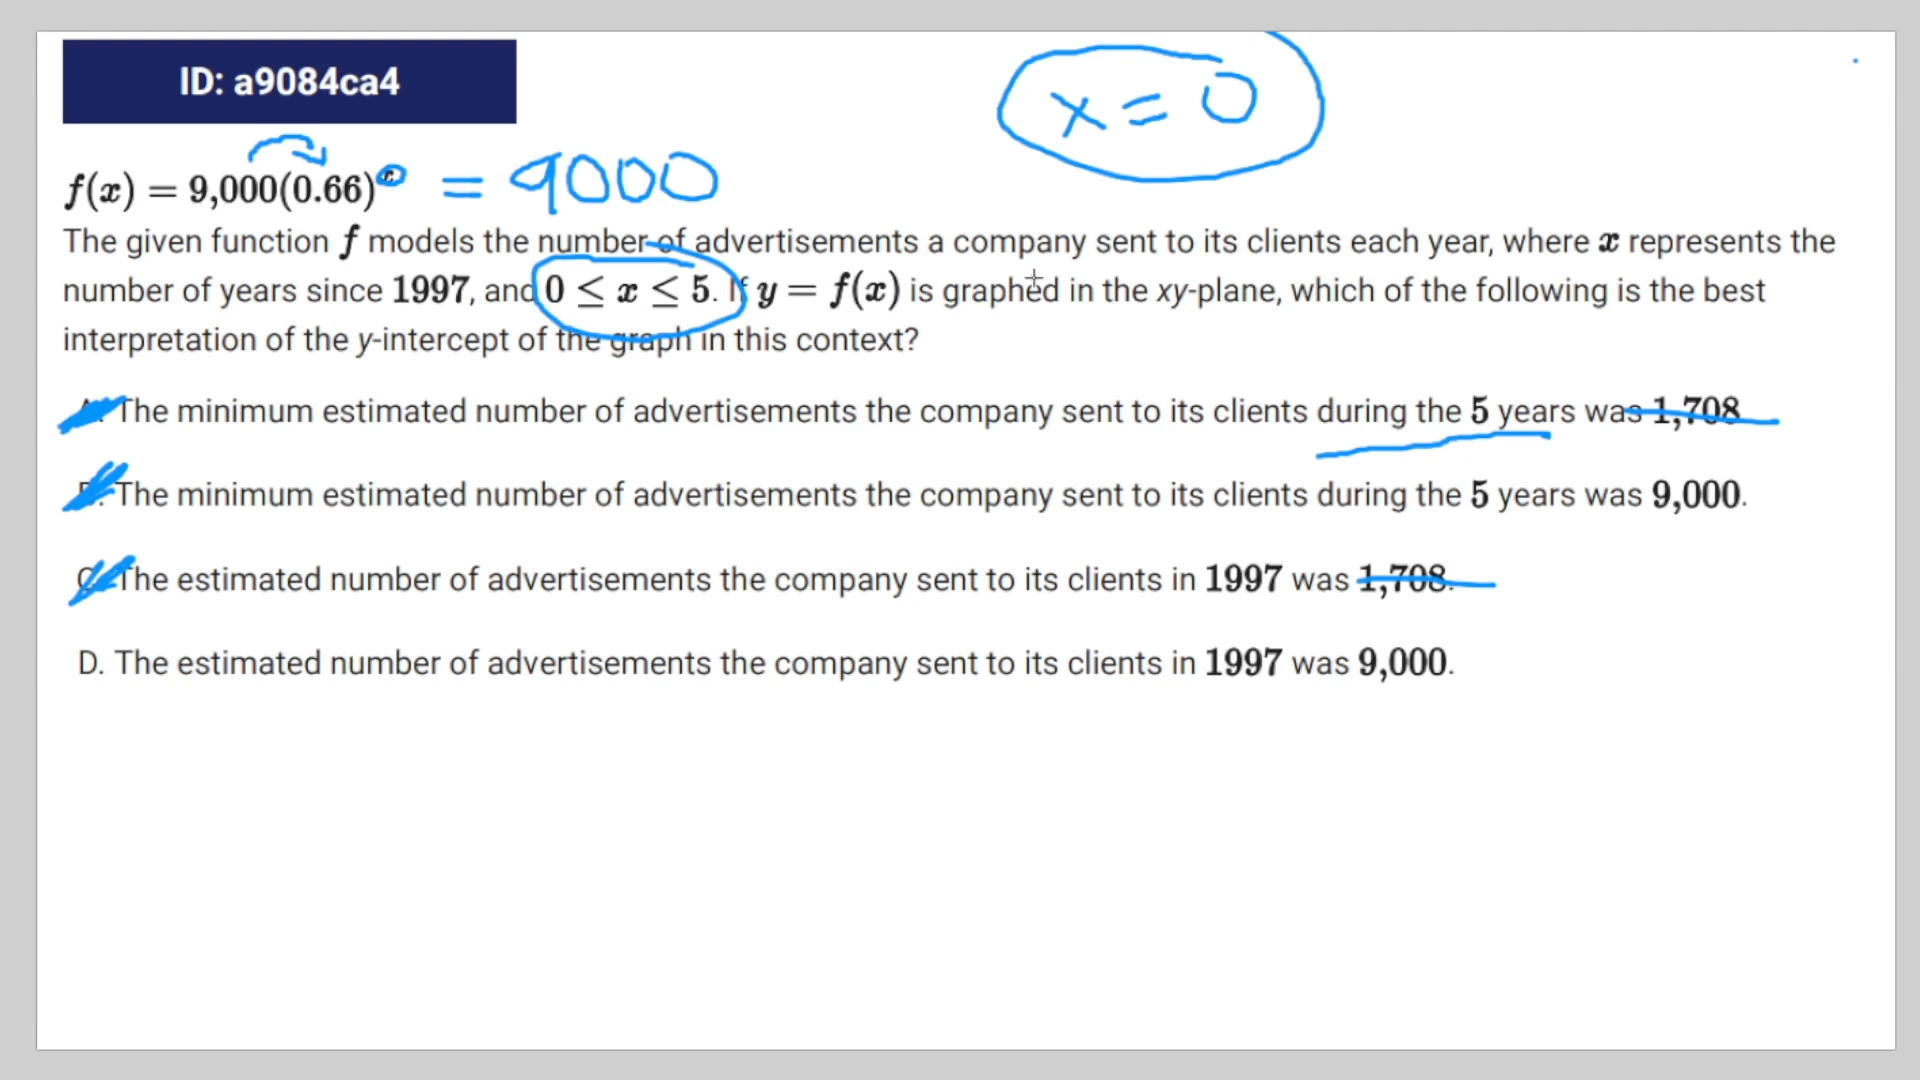 ID: a9084ca4
x = 0
f(x) = 9,000(0.66)^0 = 9000
The given function f models the number of advertisements a company sent to its clients each year, where x represents the
number of years since 1997, and 0 ≤ x ≤ 5. If y = f(x) is graphed in the xy-plane, which of the following is the best
interpretation of the y-intercept of the graph in this context?
A. The minimum estimated number of advertisements the company sent to its clients during the 5 years was 1,708
B. The minimum estimated number of advertisements the company sent to its clients during the 5 years was 9,000.
C. The estimated number of advertisements the company sent to its clients in 1997 was 1,708.
D. The estimated number of advertisements the company sent to its clients in 1997 was 9,000.